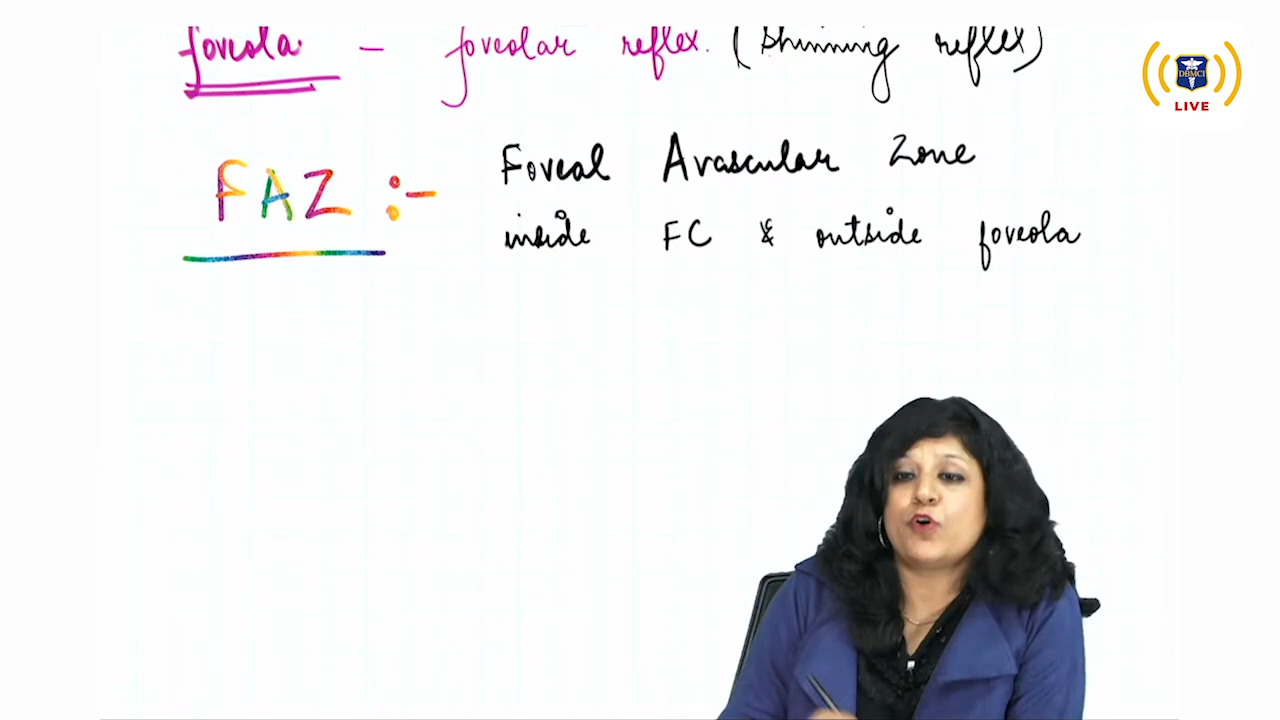 foveola - foveolar reflex. (Shinning reflex)
DBMCI
LIVE
FAZ :- Foveal Avascular Zone
inside FC & outside foveola